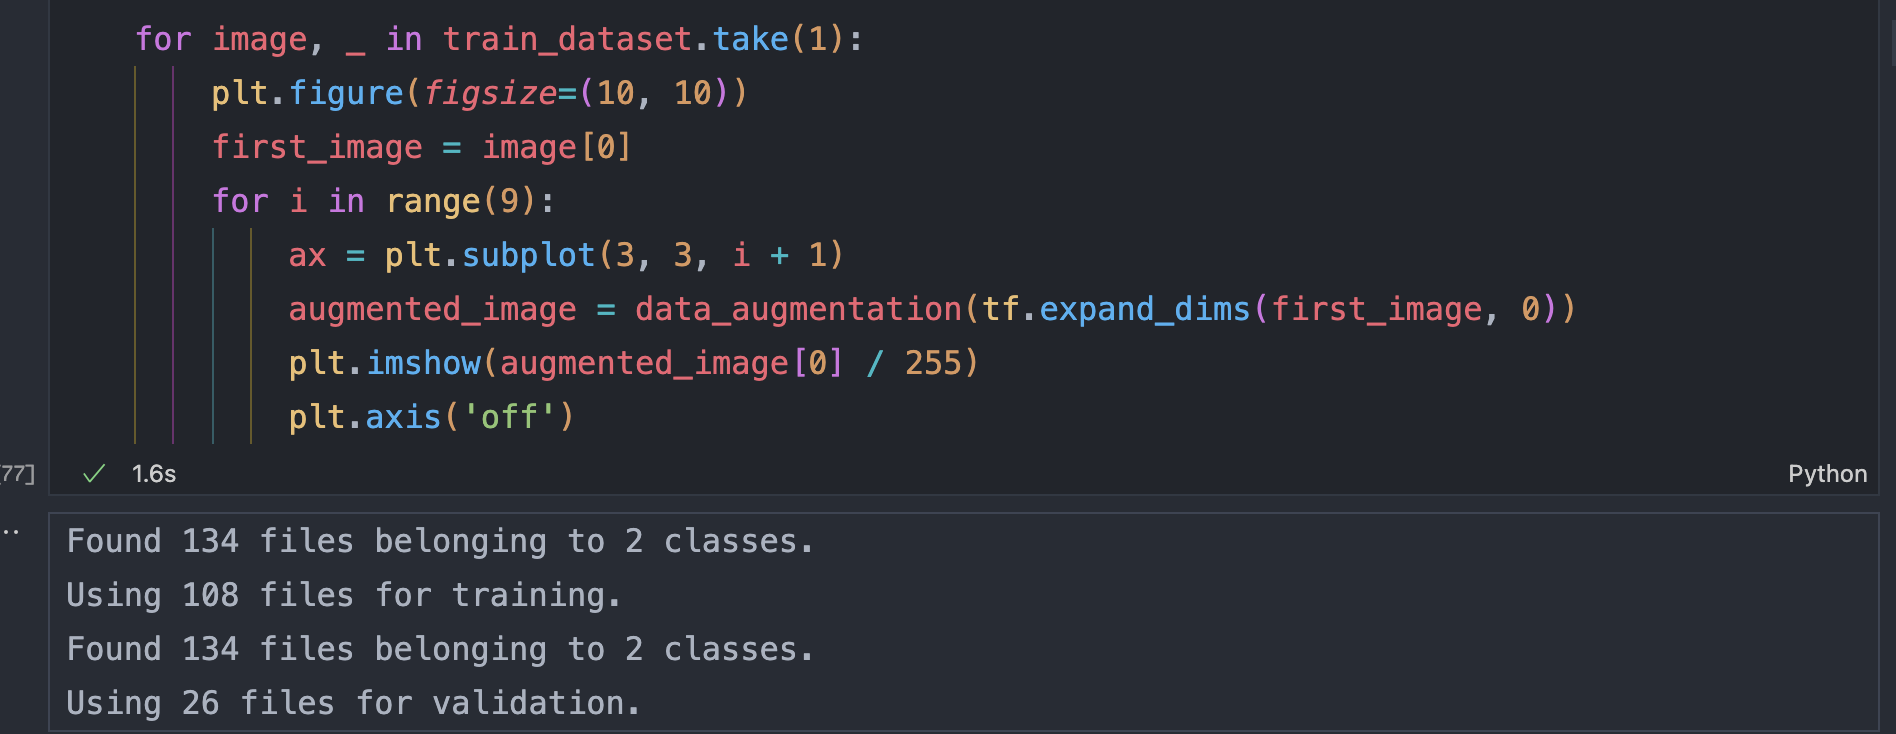 for image, _ in train_dataset.take(1):
    plt.figure(figsize=(10, 10))
    first_image = image[0]
    for i in range(9):
        ax = plt.subplot(3, 3, i + 1)
        augmented_image = data_augmentation(tf.expand_dims(first_image, 0))
        plt.imshow(augmented_image[0] / 255)
        plt.axis('off')
77] ✓ 1.6s Python
Found 134 files belonging to 2 classes.
Using 108 files for training.
Found 134 files belonging to 2 classes.
Using 26 files for validation.